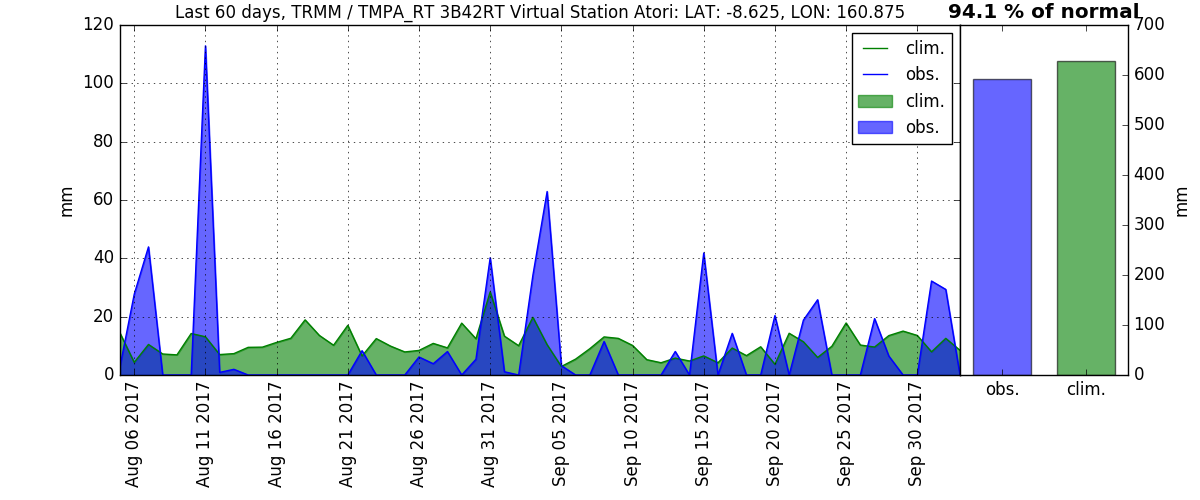 Last 60 days, TRMM / TMPA_RT 3B42RT Virtual Station Atori: LAT: -8.625, LON: 160.875
94.1 % of normal
120
100
80
60
40
20
0
mm
clim.
obs.
clim.
obs.
700
600
500
400
300
200
100
0
mm
obs.
clim.
Aug 06 2017
Aug 11 2017
Aug 16 2017
Aug 21 2017
Aug 26 2017
Aug 31 2017
Sep 05 2017
Sep 10 2017
Sep 15 2017
Sep 20 2017
Sep 25 2017
Sep 30 2017